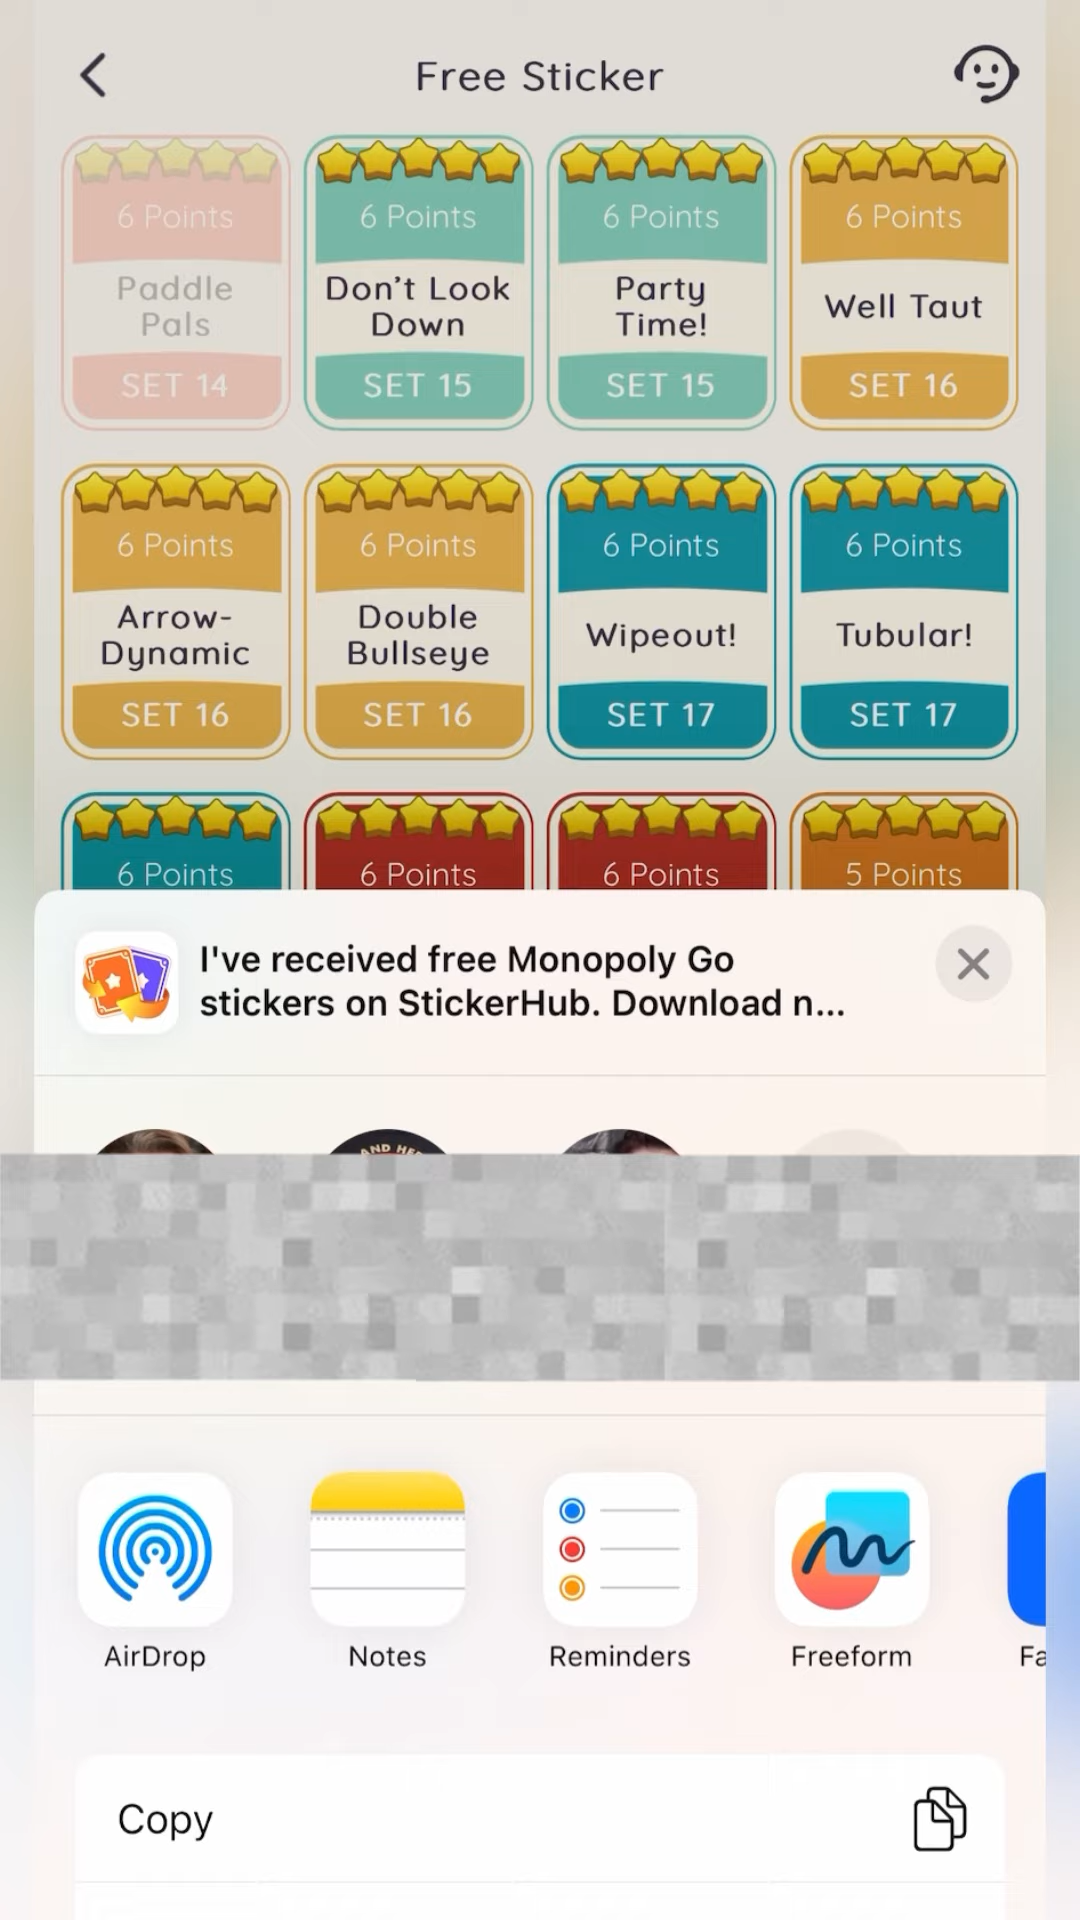 Free Sticker
6 Points
Paddle
Pals
SET 14
6 Points
Don't Look
Down
SET 15
6 Points
Party
Time!
SET 15
6 Points
Well Taut
SET 16
6 Points
Arrow-
Dynamic
SET 16
6 Points
Double
Bullseye
SET 16
6 Points
Wipeout!
SET 17
6 Points
Tubular!
SET 17
6 Points
6 Points
6 Points
5 Points
I've received free Monopoly Go
stickers on StickerHub. Download n...
AND HE
AirDrop
Notes
Reminders
Freeform
Fa
Copy